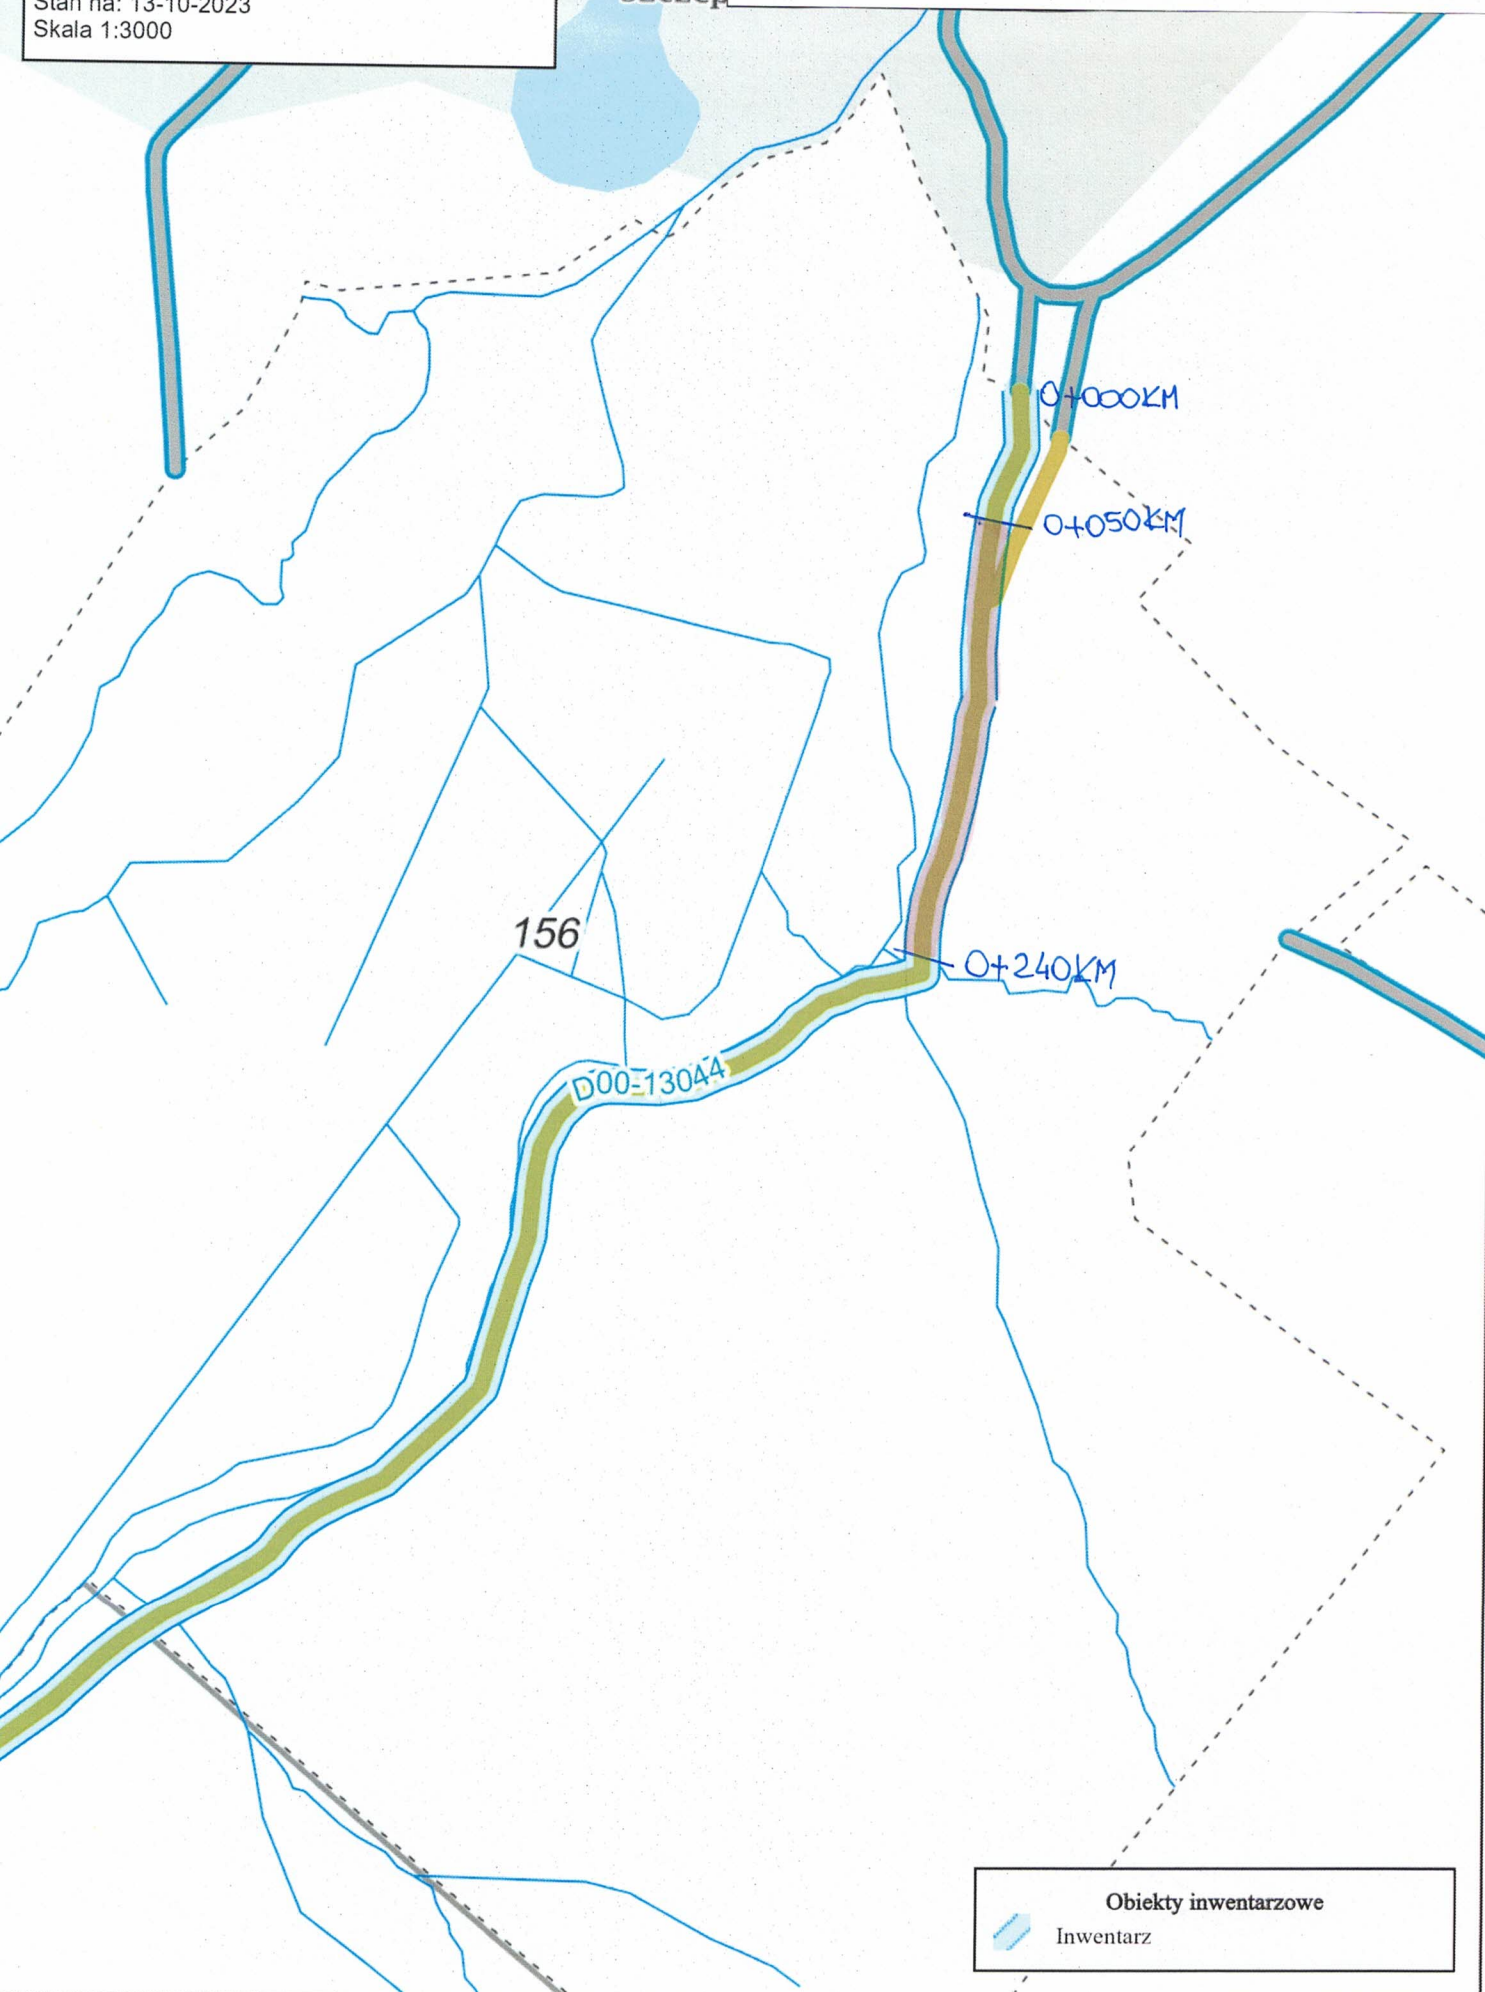 Stan na: 13-10-2023
Skala 1:3000
0+000KM
0+050KM
156
0+240KM
D00-13044
Obiekty inwentarzowe
Inwentarz